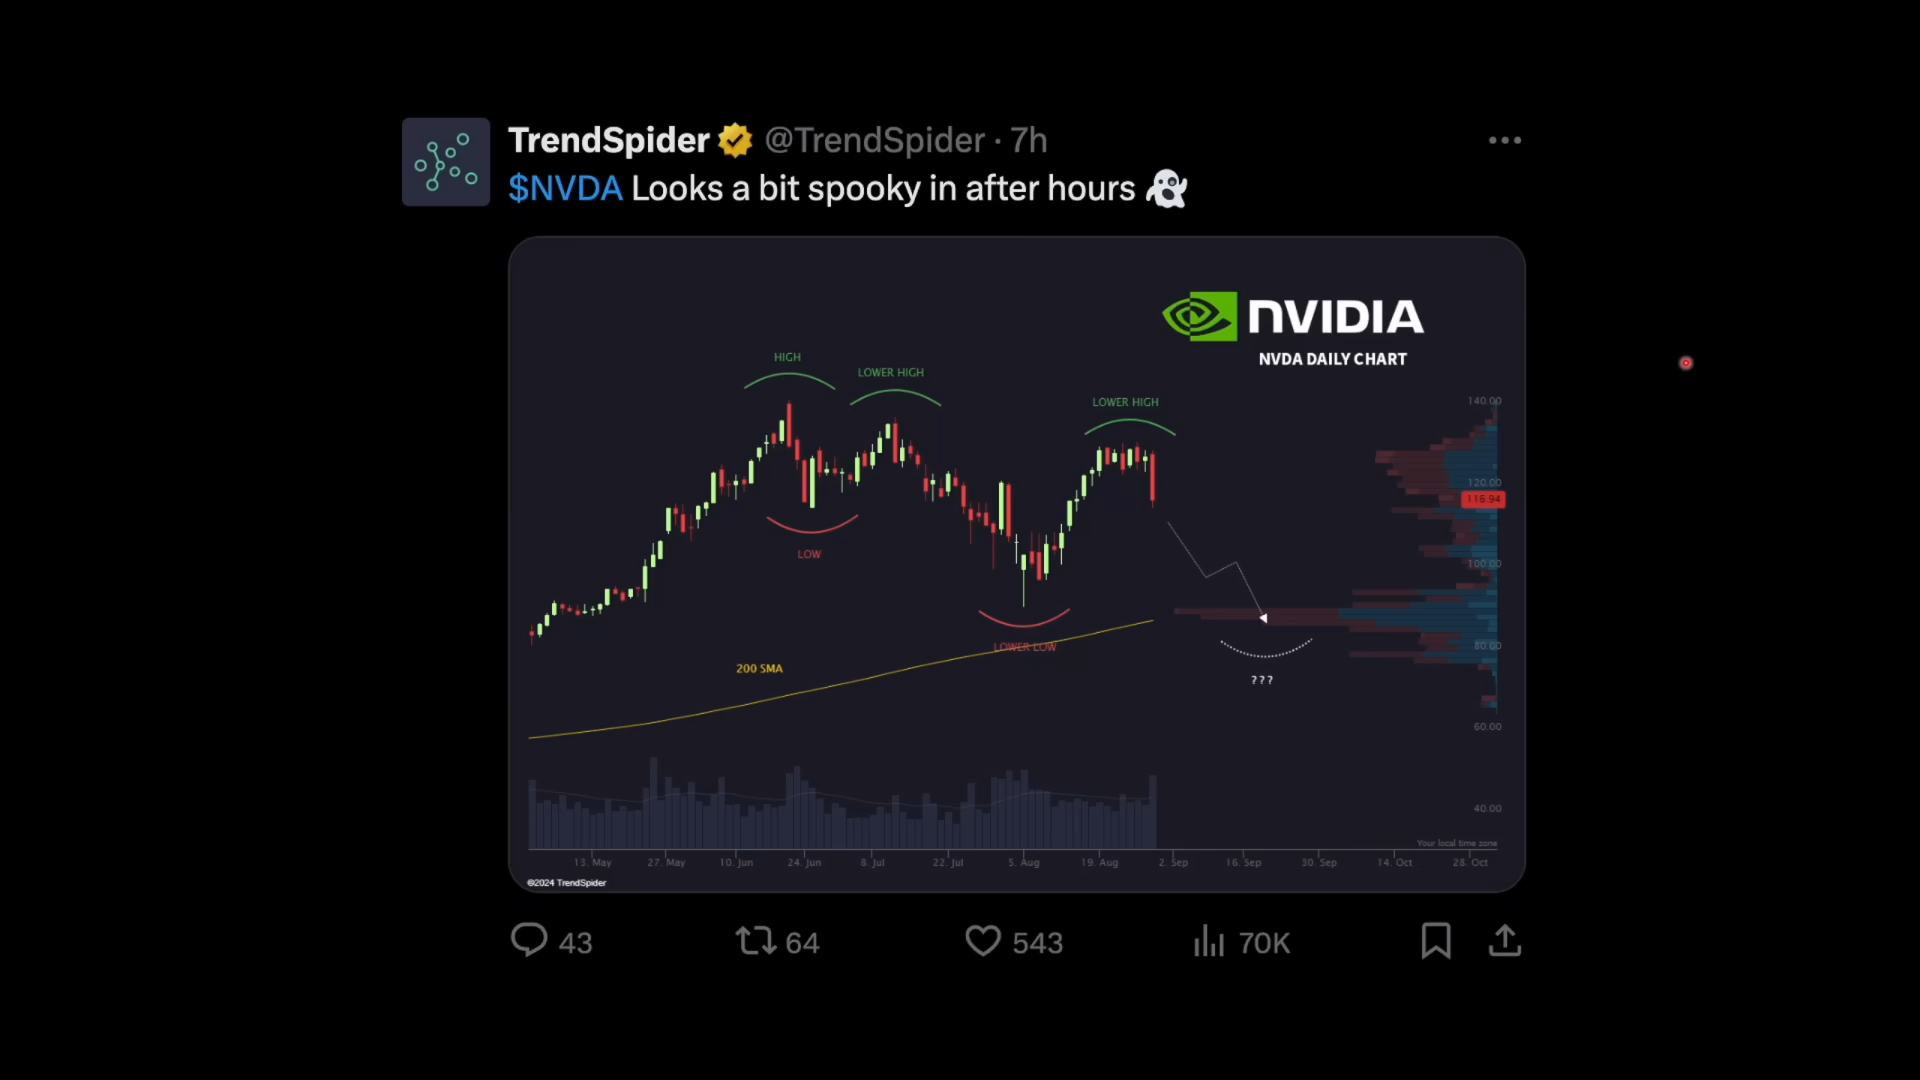 TrendSpider @TrendSpider · 7h
$NVDA Looks a bit spooky in after hours 👻
NVIDIA
NVDA DAILY CHART
HIGH
LOWER HIGH
LOWER HIGH
LOW
LOWER LOW
200 SMA
???
140.00
120.00
116.94
100.00
80.00
60.00
40.00
Your local time zone
13. May 27. May 10. Jun 24. Jun 8. Jul 22. Jul 5. Aug 19. Aug 2. Sep 16. Sep 30. Sep 14. Oct 28. Oct
©2024 TrendSpider
43 64 543 70K